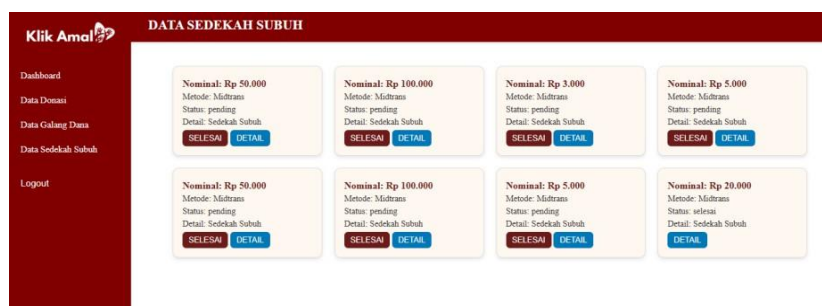 Klik Amal
DATA SEDEKAH SUBUH
Dashboard
Data Donasi
Data Galang Dana
Data Sedekah Subuh
Logout
Nominal: Rp 50.000
Metode: Midtrans
Status: pending
Detail: Sedekah Subuh
SELESAI DETAIL
Nominal: Rp 100.000
Metode: Midtrans
Status: pending
Detail: Sedekah Subuh
SELESAI DETAIL
Nominal: Rp 3.000
Metode: Midtrans
Status: pending
Detail: Sedekah Subuh
SELESAI DETAIL
Nominal: Rp 5.000
Metode: Midtrans
Status: pending
Detail: Sedekah Subuh
SELESAI DETAIL
Nominal: Rp 50.000
Metode: Midtrans
Status: pending
Detail: Sedekah Subuh
SELESAI DETAIL
Nominal: Rp 100.000
Metode: Midtrans
Status: pending
Detail: Sedekah Subuh
SELESAI DETAIL
Nominal: Rp 5.000
Metode: Midtrans
Status: pending
Detail: Sedekah Subuh
SELESAI DETAIL
Nominal: Rp 20.000
Metode: Midtrans
Status: selesai
Detail: Sedekah Subuh
DETAIL